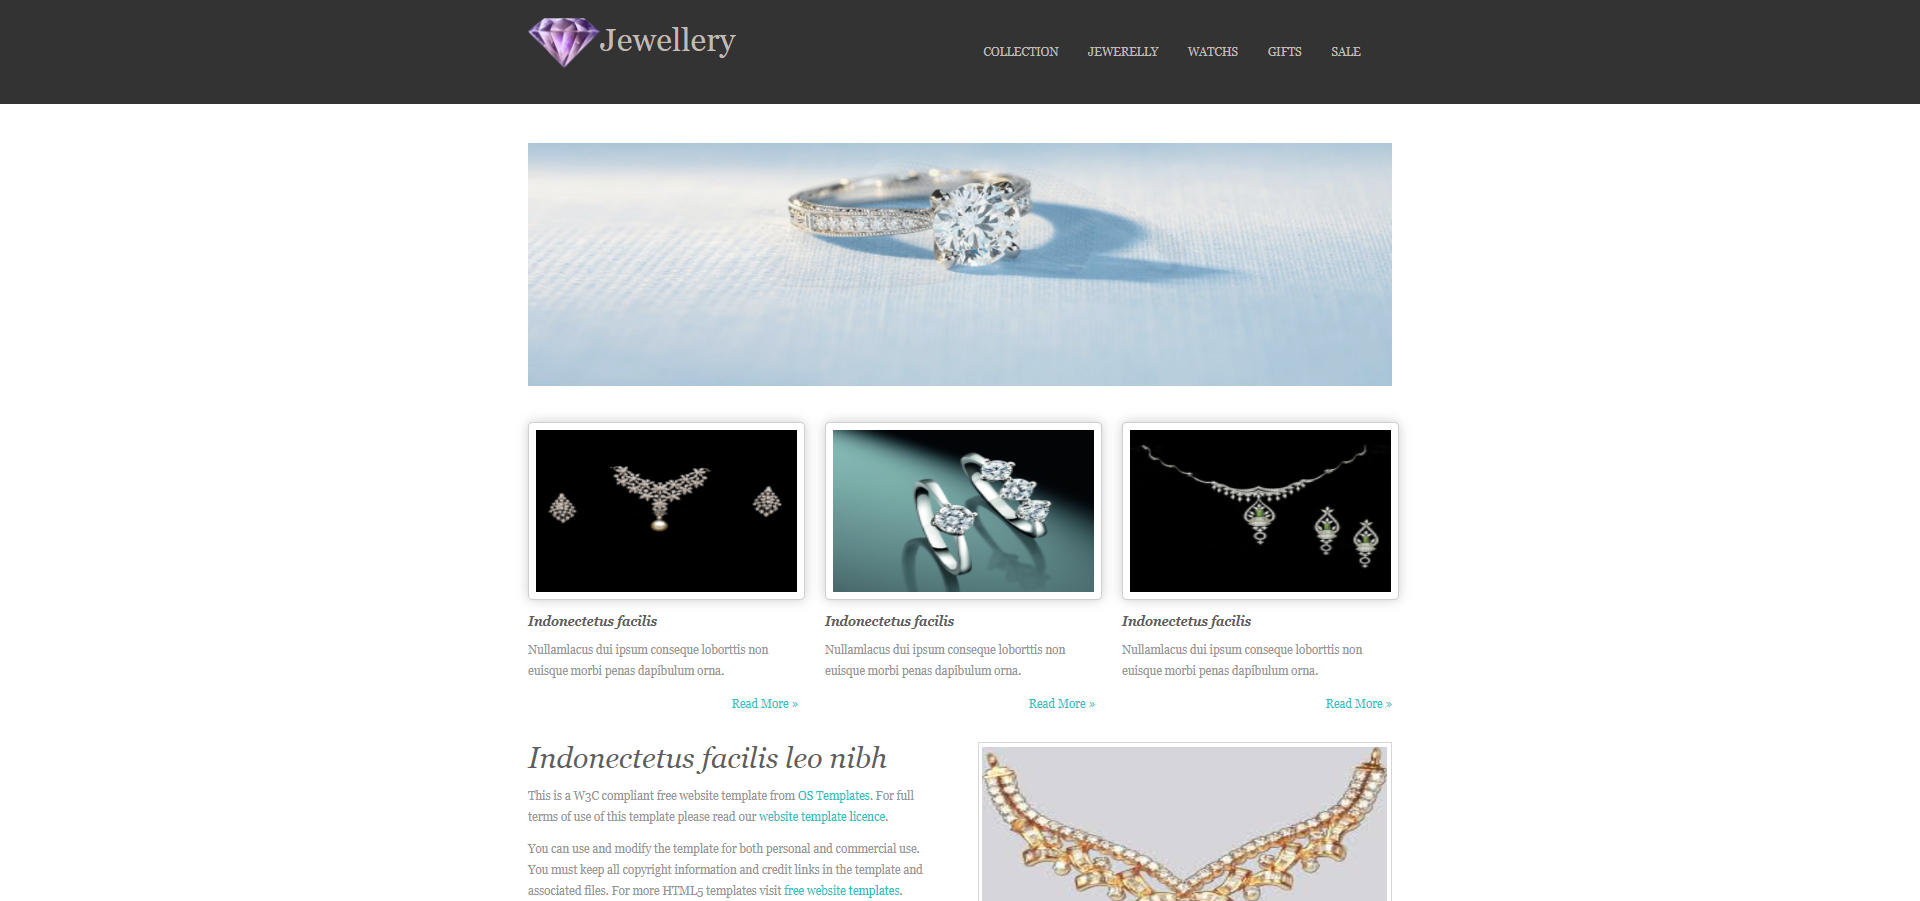 Jewellery
COLLECTION JEWERELLY WATCHS GIFTS SALE
Indonectetus facilis
Nullamlacus dui ipsum conseque loborttis non
euisque morbi penas dapibulum orna.
Read More »
Indonectetus facilis
Nullamlacus dui ipsum conseque loborttis non
euisque morbi penas dapibulum orna.
Read More »
Indonectetus facilis
Nullamlacus dui ipsum conseque loborttis non
euisque morbi penas dapibulum orna.
Read More »
Indonectetus facilis leo nibh
This is a W3C compliant free website template from OS Templates. For full
terms of use of this template please read our website template licence.
You can use and modify the template for both personal and commercial use.
You must keep all copyright information and credit links in the template and
associated files. For more HTML5 templates visit free website templates.